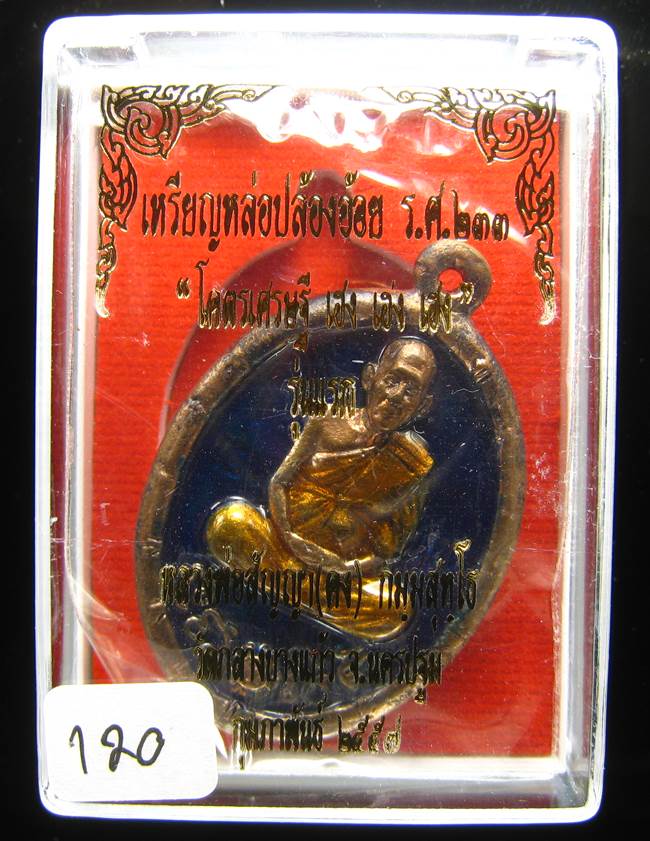 เหรียญหล่อปล้องอ้อย ร.ศ.๒๓๓
"โคตรเศรษฐี เฮง เฮง เฮง"
รุ่นแรก
หลวงพ่อสัญญา(คง) กมฺมสุทฺโธ
วัดกลางบางแก้ว จ.นครปฐม
กุมภาพันธ์ ๒๕๕๗
120